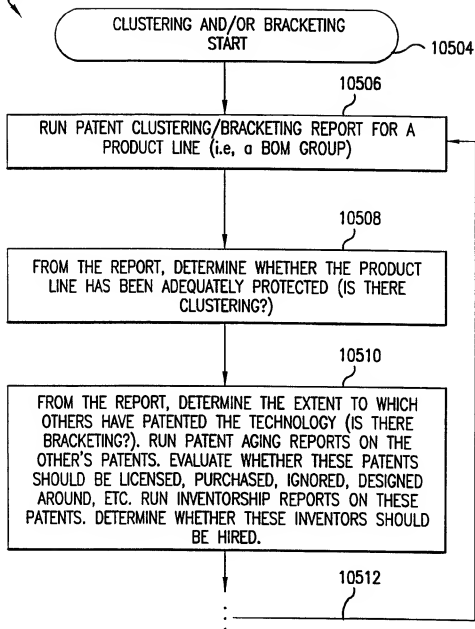 CLUSTERING AND/OR BRACKETING
START
10504
10506
RUN PATENT CLUSTERING/BRACKETING REPORT FOR A
PRODUCT LINE (i.e, a BOM GROUP)
10508
FROM THE REPORT, DETERMINE WHETHER THE PRODUCT
LINE HAS BEEN ADEQUATELY PROTECTED (IS THERE
CLUSTERING?)
10510
FROM THE REPORT, DETERMINE THE EXTENT TO WHICH
OTHERS HAVE PATENTED THE TECHNOLOGY (IS THERE
BRACKETING?). RUN PATENT AGING REPORTS ON THE
OTHER'S PATENTS. EVALUATE WHETHER THESE PATENTS
SHOULD BE LICENSED, PURCHASED, IGNORED, DESIGNED
AROUND, ETC. RUN INVENTORSHIP REPORTS ON THESE
PATENTS. DETERMINE WHETHER THESE INVENTORS SHOULD
BE HIRED.
10512